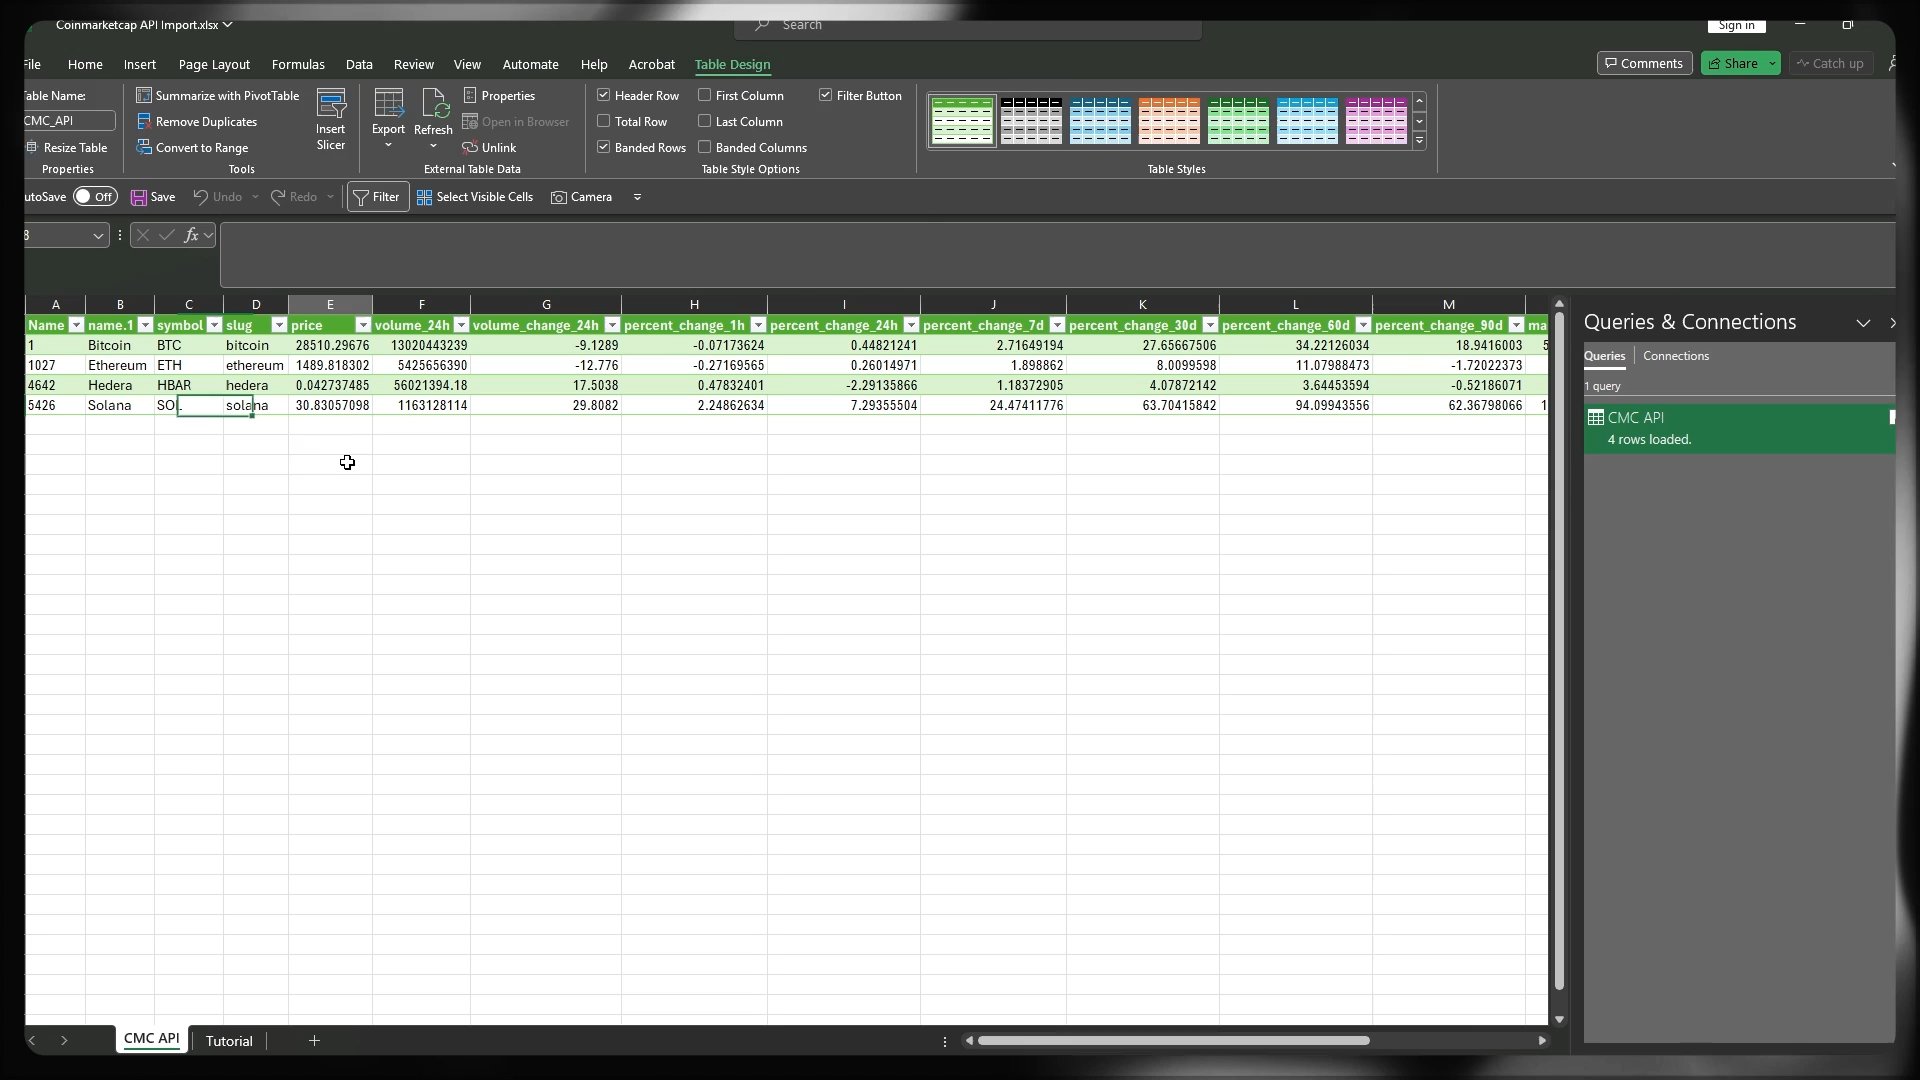 Coinmarketcap API Import.xlsx
Search
Sign in
File Home Insert Page Layout Formulas Data Review View Automate Help Acrobat Table Design
Comments Share Catch up
Table Name:
CMC_API
Resize Table
Properties
Summarize with PivotTable
Remove Duplicates
Convert to Range
Tools
Insert
Slicer
Export
Refresh
Properties
Open in Browser
Unlink
External Table Data
Header Row First Column Filter Button
Total Row Last Column
Banded Rows Banded Columns
Table Style Options
Table Styles
utoSave Off Save Undo Redo Filter Select Visible Cells Camera
8 fx
A B C D E F G H I J K L M
Name name.1 symbol slug price volume_24h volume_change_24h percent_change_1h percent_change_24h percent_change_7d percent_change_30d percent_change_60d percent_change_90d ma
1 Bitcoin BTC bitcoin 28510.29676 13020443239 -9.1289 -0.07173624 0.44821241 2.71649194 27.65667506 34.22126034 18.9416003 5
1027 Ethereum ETH ethereum 1489.818302 5425656390 -12.776 -0.27169565 0.26014971 1.898862 8.0099598 11.07988473 -1.72022373
4642 Hedera HBAR hedera 0.042737485 56021394.18 17.5038 0.47832401 -2.29135866 1.18372905 4.07872142 3.64453594 -0.52186071
5426 Solana SOL solana 30.83057098 1163128114 29.8082 2.24862634 7.29355504 24.47411776 63.70415842 94.09943556 62.36798066 1
Queries & Connections
Queries Connections
1 query
CMC API
4 rows loaded.
CMC API Tutorial